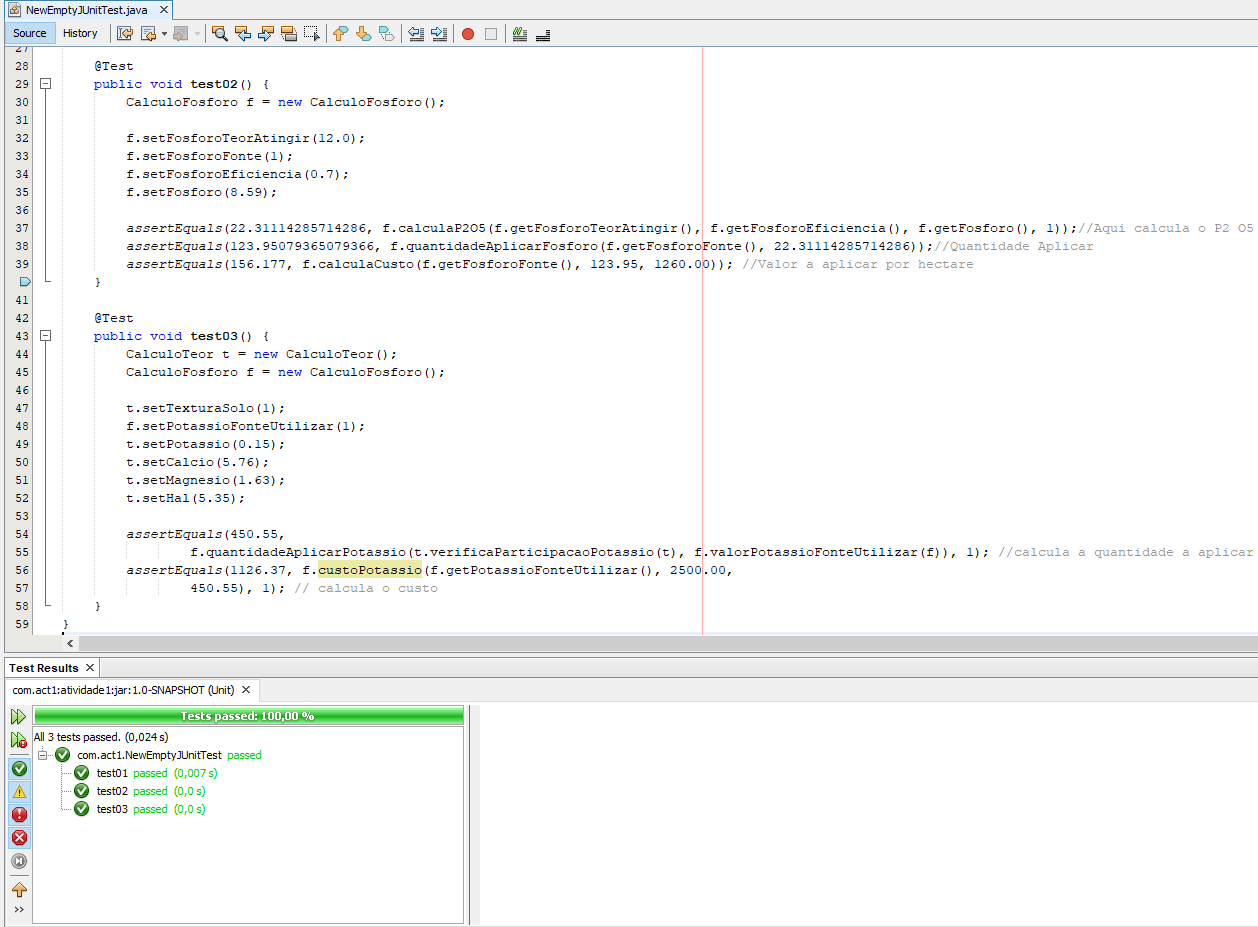 NewEmptyJUnitTest.java
Source History
27
28 @Test
29 public void test02() {
30 CalculoFosforo f = new CalculoFosforo();
31
32 f.setFosforoTeorAtingir(12.0);
33 f.setFosforoFonte(1);
34 f.setFosforoEficiencia(0.7);
35 f.setFosforo(8.59);
36
37 assertEquals(22.31114285714286, f.calculaP2O5(f.getFosforoTeorAtingir(), f.getFosforoEficiencia(), f.getFosforo(), 1));//Aqui calcula o P2 O5
38 assertEquals(123.95079365079366, f.quantidadeAplicarFosforo(f.getFosforoFonte(), 22.31114285714286));//Quantidade Aplicar
39 assertEquals(156.177, f.calculaCusto(f.getFosforoFonte(), 123.95, 1260.00)); //Valor a aplicar por hectare
}
41
42 @Test
43 public void test03() {
44 CalculoTeor t = new CalculoTeor();
45 CalculoFosforo f = new CalculoFosforo();
46
47 t.setTexturaSolo(1);
48 f.setPotassioFonteUtilizar(1);
49 t.setPotassio(0.15);
50 t.setCalcio(5.76);
51 t.setMagnesio(1.63);
52 t.setHal(5.35);
53
54 assertEquals(450.55,
55 f.quantidadeAplicarPotassio(t.verificaParticipacaoPotassio(t), f.valorPotassioFonteUtilizar(f)), 1); //calcula a quantidade a aplicar
56 assertEquals(1126.37, f.custoPotassio(f.getPotassioFonteUtilizar(), 2500.00,
57 450.55), 1); // calcula o custo
58 }
59 }
Test Results
com.act1:atividade1:jar:1.0-SNAPSHOT (Unit)
Tests passed: 100,00 %
All 3 tests passed. (0,024 s)
com.act1.NewEmptyJUnitTest passed
test01 passed (0,007 s)
test02 passed (0,0 s)
test03 passed (0,0 s)